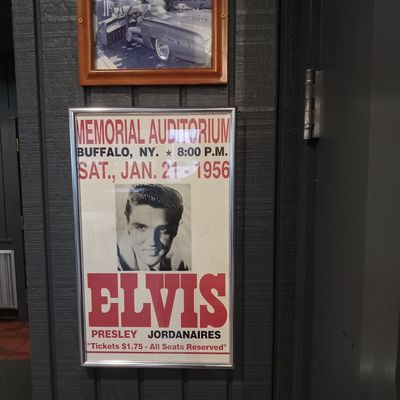 MEMORIAL AUDITORIUM
BUFFALO, NY. ★ 8:00 P.M.
SAT., JAN. 21 - 1956
ELVIS
PRESLEY JORDANAIRES
"Tickets $1.75 - All Seats Reserved"